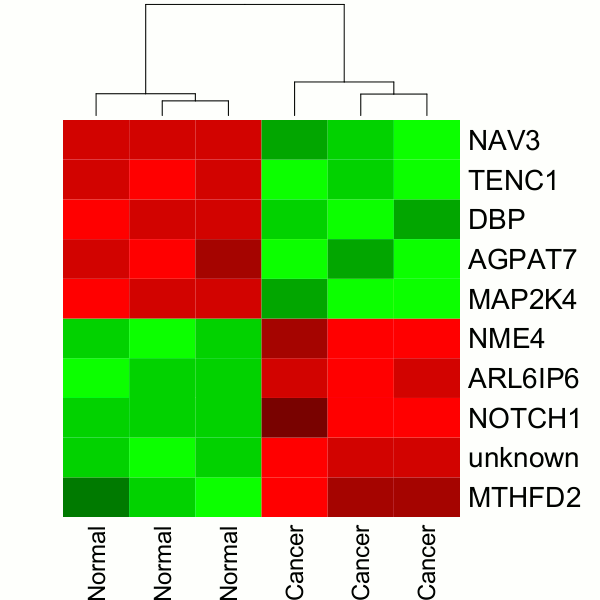 NAV3
TENC1
DBP
AGPAT7
MAP2K4
NME4
ARL6IP6
NOTCH1
unknown
MTHFD2
Normal
Normal
Normal
Cancer
Cancer
Cancer